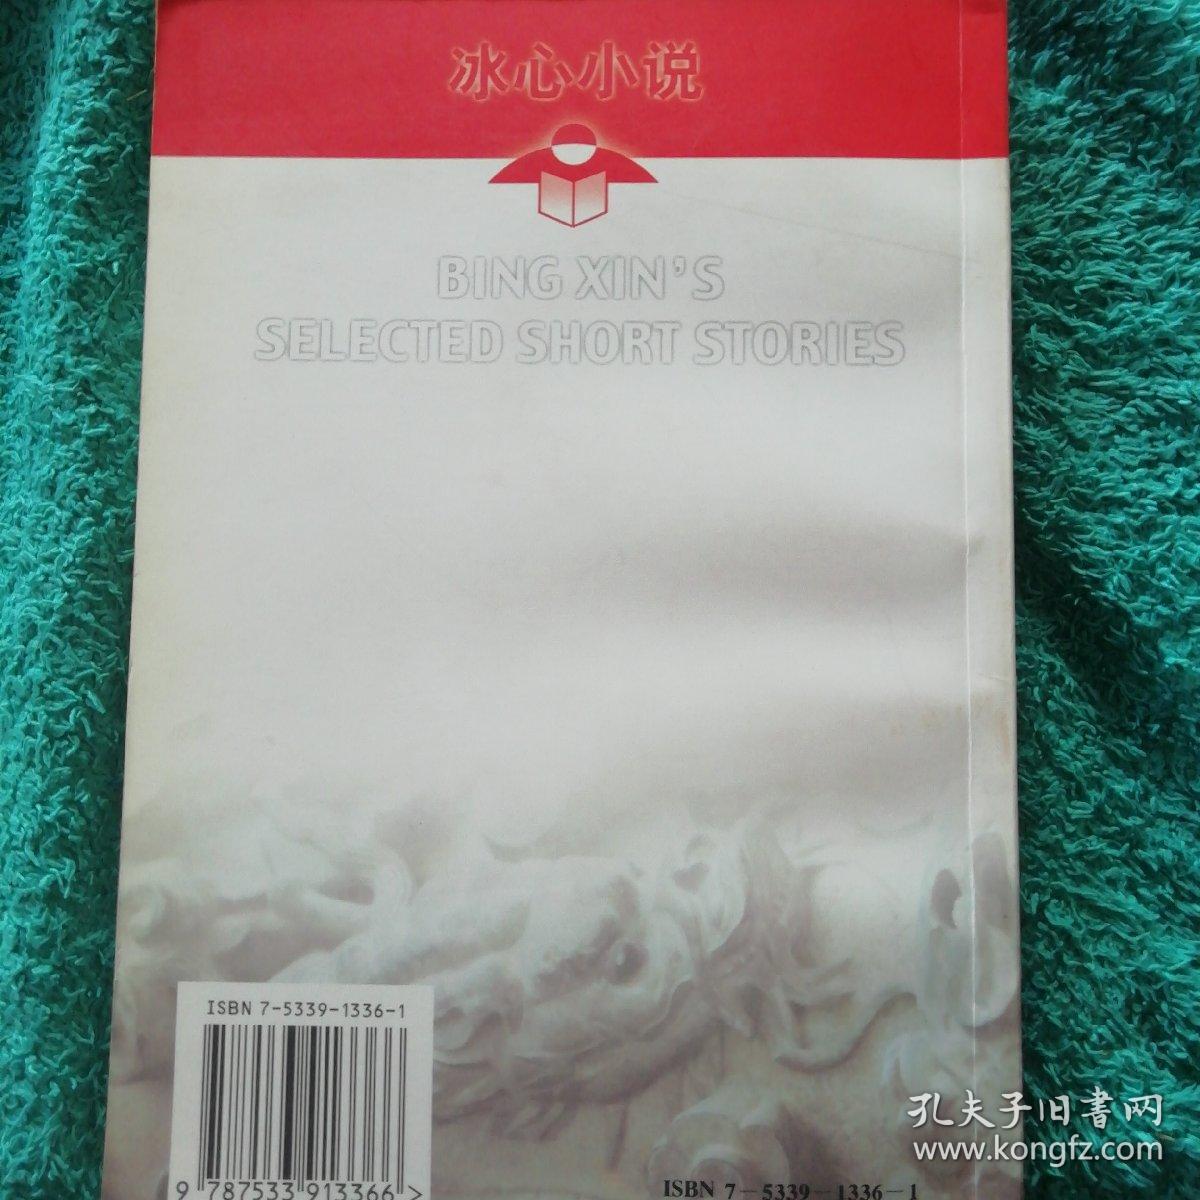 冰心小说
BING XIN'S
SELECTED SHORT STORIES
ISBN 7-5339-1336-1
9 787533 913366 >
ISBN 7－5339－1336－1
孔夫子旧書网
www.kongfz.com